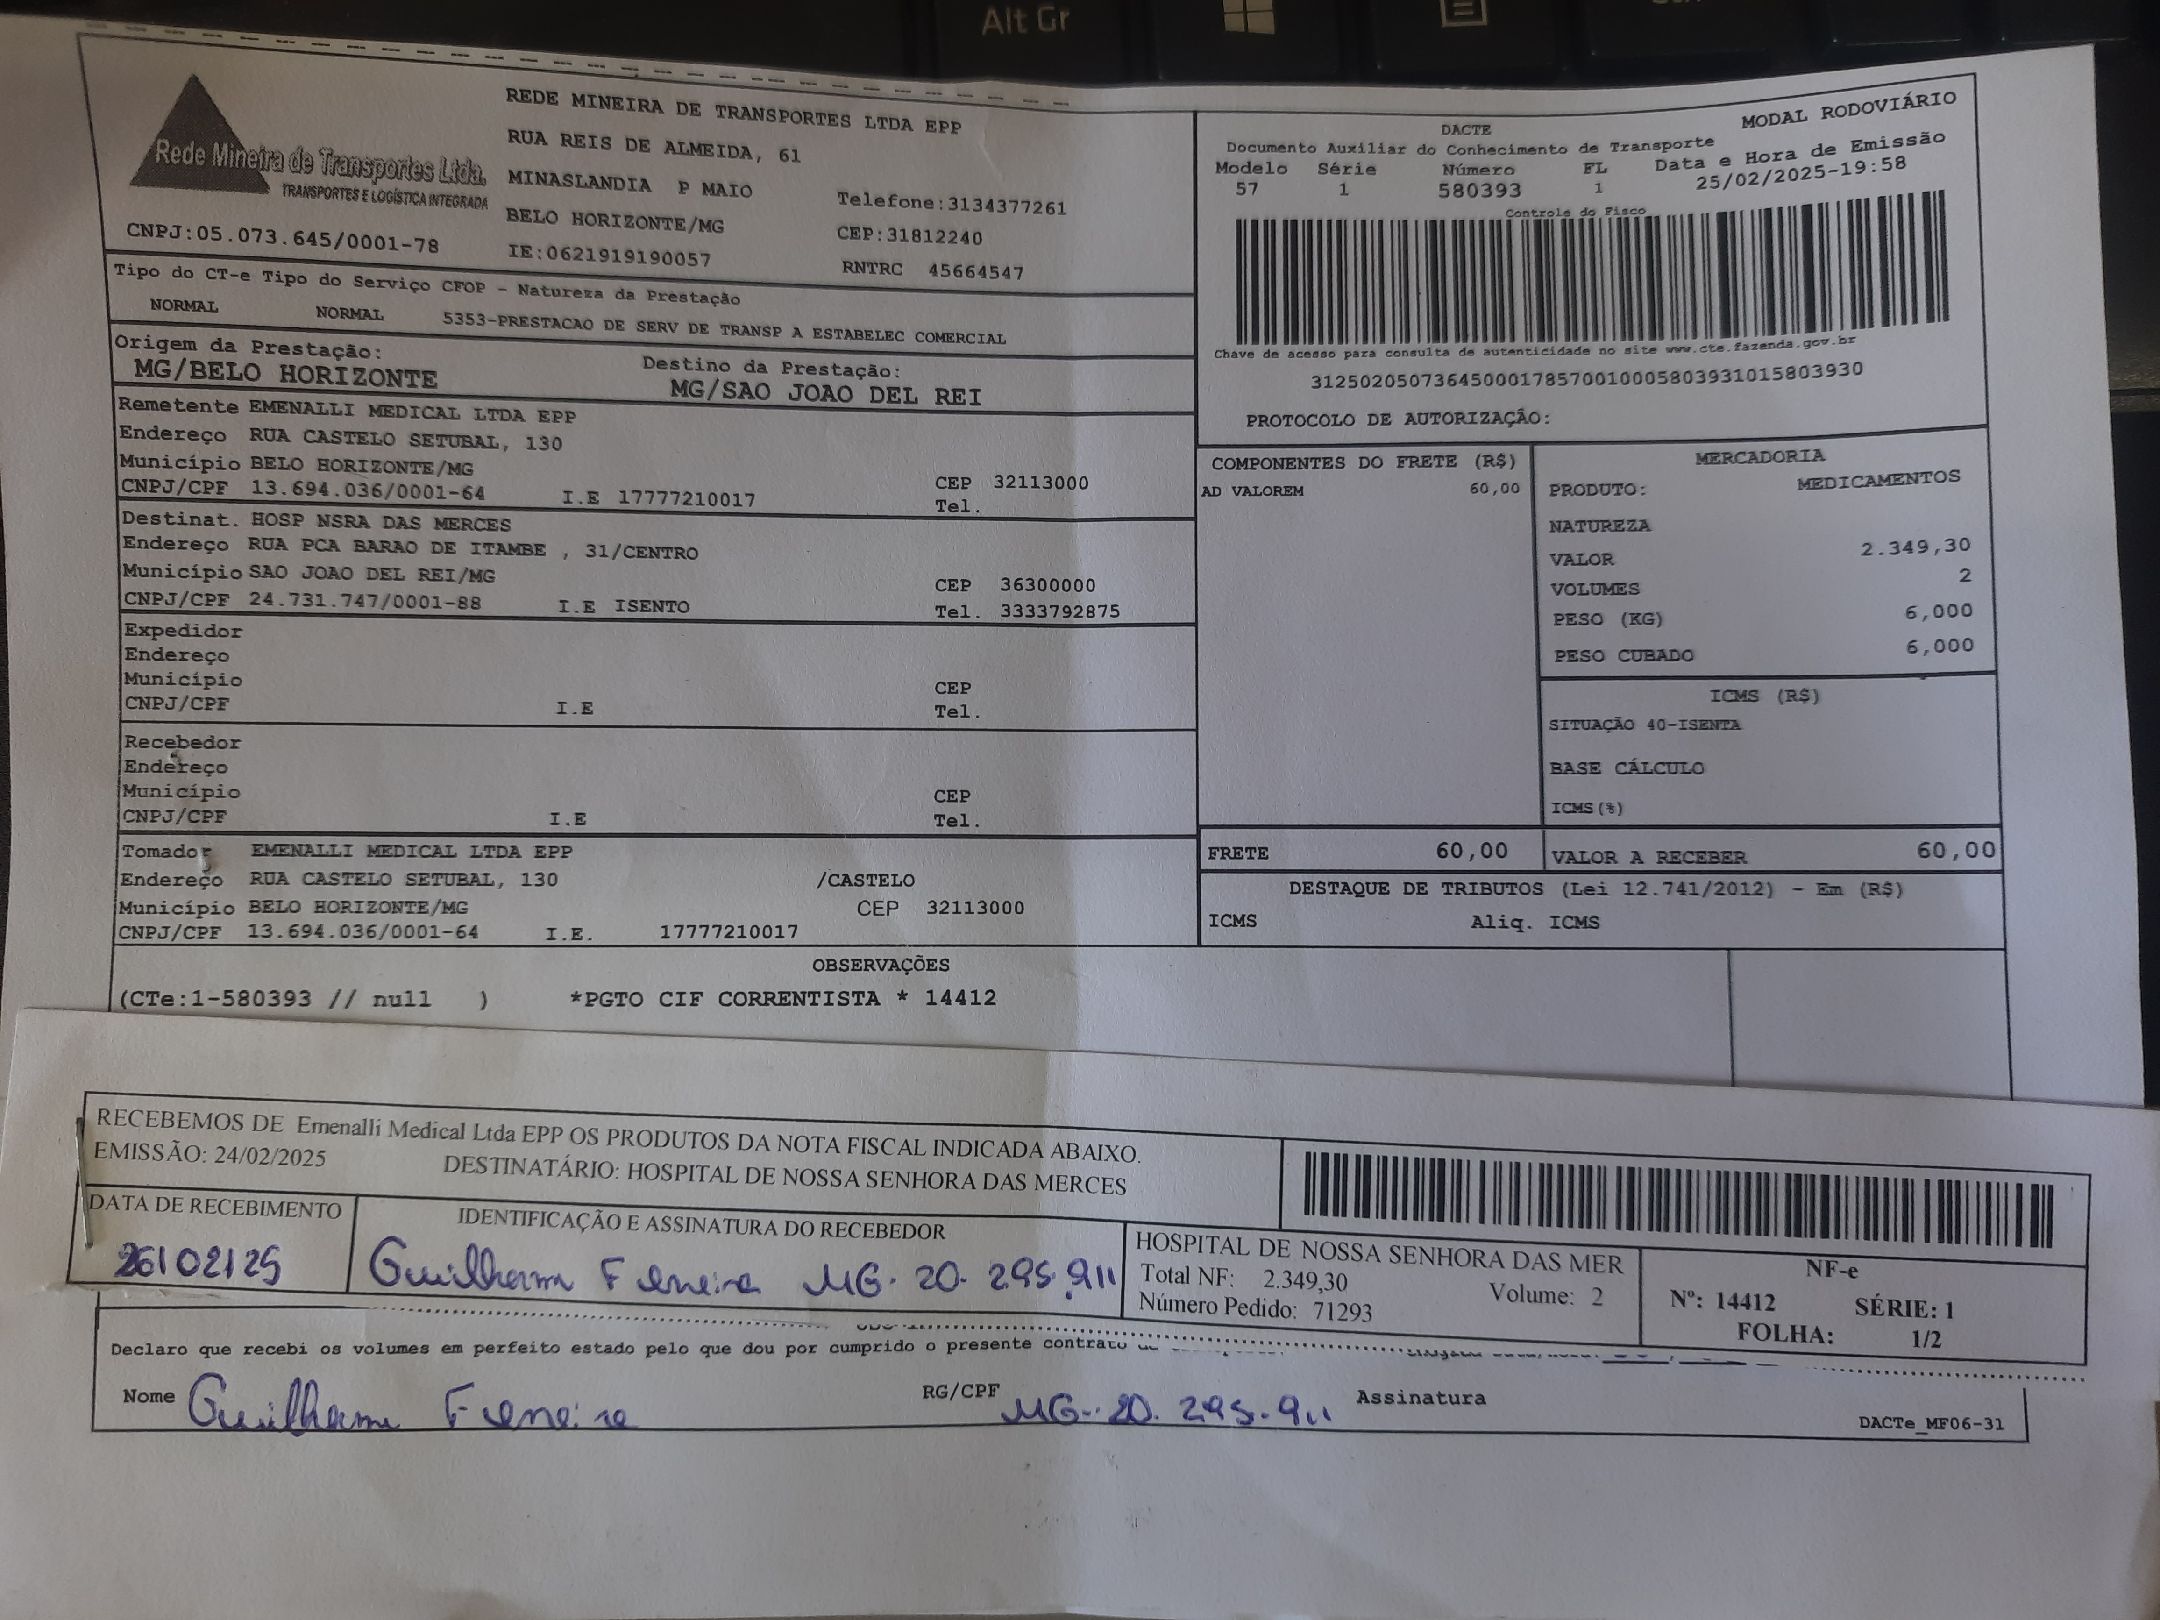 Alt Gr
Rede Mineira de Transportes Ltda.
TRANSPORTES E LOGÍSTICA INTEGRADA
CNPJ:05.073.645/0001-78
REDE MINEIRA DE TRANSPORTES LTDA EPP
RUA REIS DE ALMEIDA, 61
MINASLANDIA P MAIO Telefone:3134377261
BELO HORIZONTE/MG CEP:31812240
IE:0621919190057 RNTRC 45664547
DACTE MODAL RODOVIÁRIO
Documento Auxiliar do Conhecimento de Transporte
Modelo Série Número FL Data e Hora de Emissão
57 1 580393 1 25/02/2025-19:58
Controle do Fisco
Chave de acesso para consulta de autenticidade no site www.cte.fazenda.gov.br
31250205073645000178570010005803931015803930
PROTOCOLO DE AUTORIZAÇÃO:
Tipo do CT-e Tipo do Serviço CFOP - Natureza da Prestação
NORMAL NORMAL 5353-PRESTACAO DE SERV DE TRANSP A ESTABELEC COMERCIAL
Origem da Prestação: Destino da Prestação:
MG/BELO HORIZONTE MG/SAO JOAO DEL REI
Remetente EMENALLI MEDICAL LTDA EPP
Endereço RUA CASTELO SETUBAL, 130
Município BELO HORIZONTE/MG CEP 32113000
CNPJ/CPF 13.694.036/0001-64 I.E 17777210017 Tel.
Destinat. HOSP NSRA DAS MERCES
Endereço RUA PCA BARAO DE ITAMBE , 31/CENTRO
Município SAO JOAO DEL REI/MG CEP 36300000
CNPJ/CPF 24.731.747/0001-88 I.E ISENTO Tel. 3333792875
Expedidor
Endereço
Município CEP
CNPJ/CPF I.E Tel.
Recebedor
Endereço
Município CEP
CNPJ/CPF I.E Tel.
Tomador EMENALLI MEDICAL LTDA EPP
Endereço RUA CASTELO SETUBAL, 130 /CASTELO
Município BELO HORIZONTE/MG CEP 32113000
CNPJ/CPF 13.694.036/0001-64 I.E. 17777210017
COMPONENTES DO FRETE (R$)
AD VALOREM 60,00
MERCADORIA
PRODUTO: MEDICAMENTOS
NATUREZA
VALOR 2.349,30
VOLUMES 2
PESO (KG) 6,000
PESO CUBADO 6,000
ICMS (R$)
SITUAÇÃO 40-ISENTA
BASE CÁLCULO
ICMS(%)
FRETE 60,00 VALOR A RECEBER 60,00
DESTAQUE DE TRIBUTOS (Lei 12.741/2012) - Em (R$)
ICMS Aliq. ICMS
OBSERVAÇÕES
(CTe:1-580393 // null ) *PGTO CIF CORRENTISTA * 14412
RECEBEMOS DE Emenalli Medical Ltda EPP OS PRODUTOS DA NOTA FISCAL INDICADA ABAIXO.
EMISSÃO: 24/02/2025 DESTINATÁRIO: HOSPITAL DE NOSSA SENHORA DAS MERCES
DATA DE RECEBIMENTO IDENTIFICAÇÃO E ASSINATURA DO RECEBEDOR
26/02/25 Guilherm Ferreira MG-20.295.911
HOSPITAL DE NOSSA SENHORA DAS MER
Total NF: 2.349,30 Volume: 2
Número Pedido: 71293
NF-e
Nº: 14412 SÉRIE: 1
FOLHA: 1/2
Declaro que recebi os volumes em perfeito estado pelo que dou por cumprido o presente contrato
Nome Guilherm Ferreira RG/CPF MG-20.295.911 Assinatura
DACTe_MF06-31